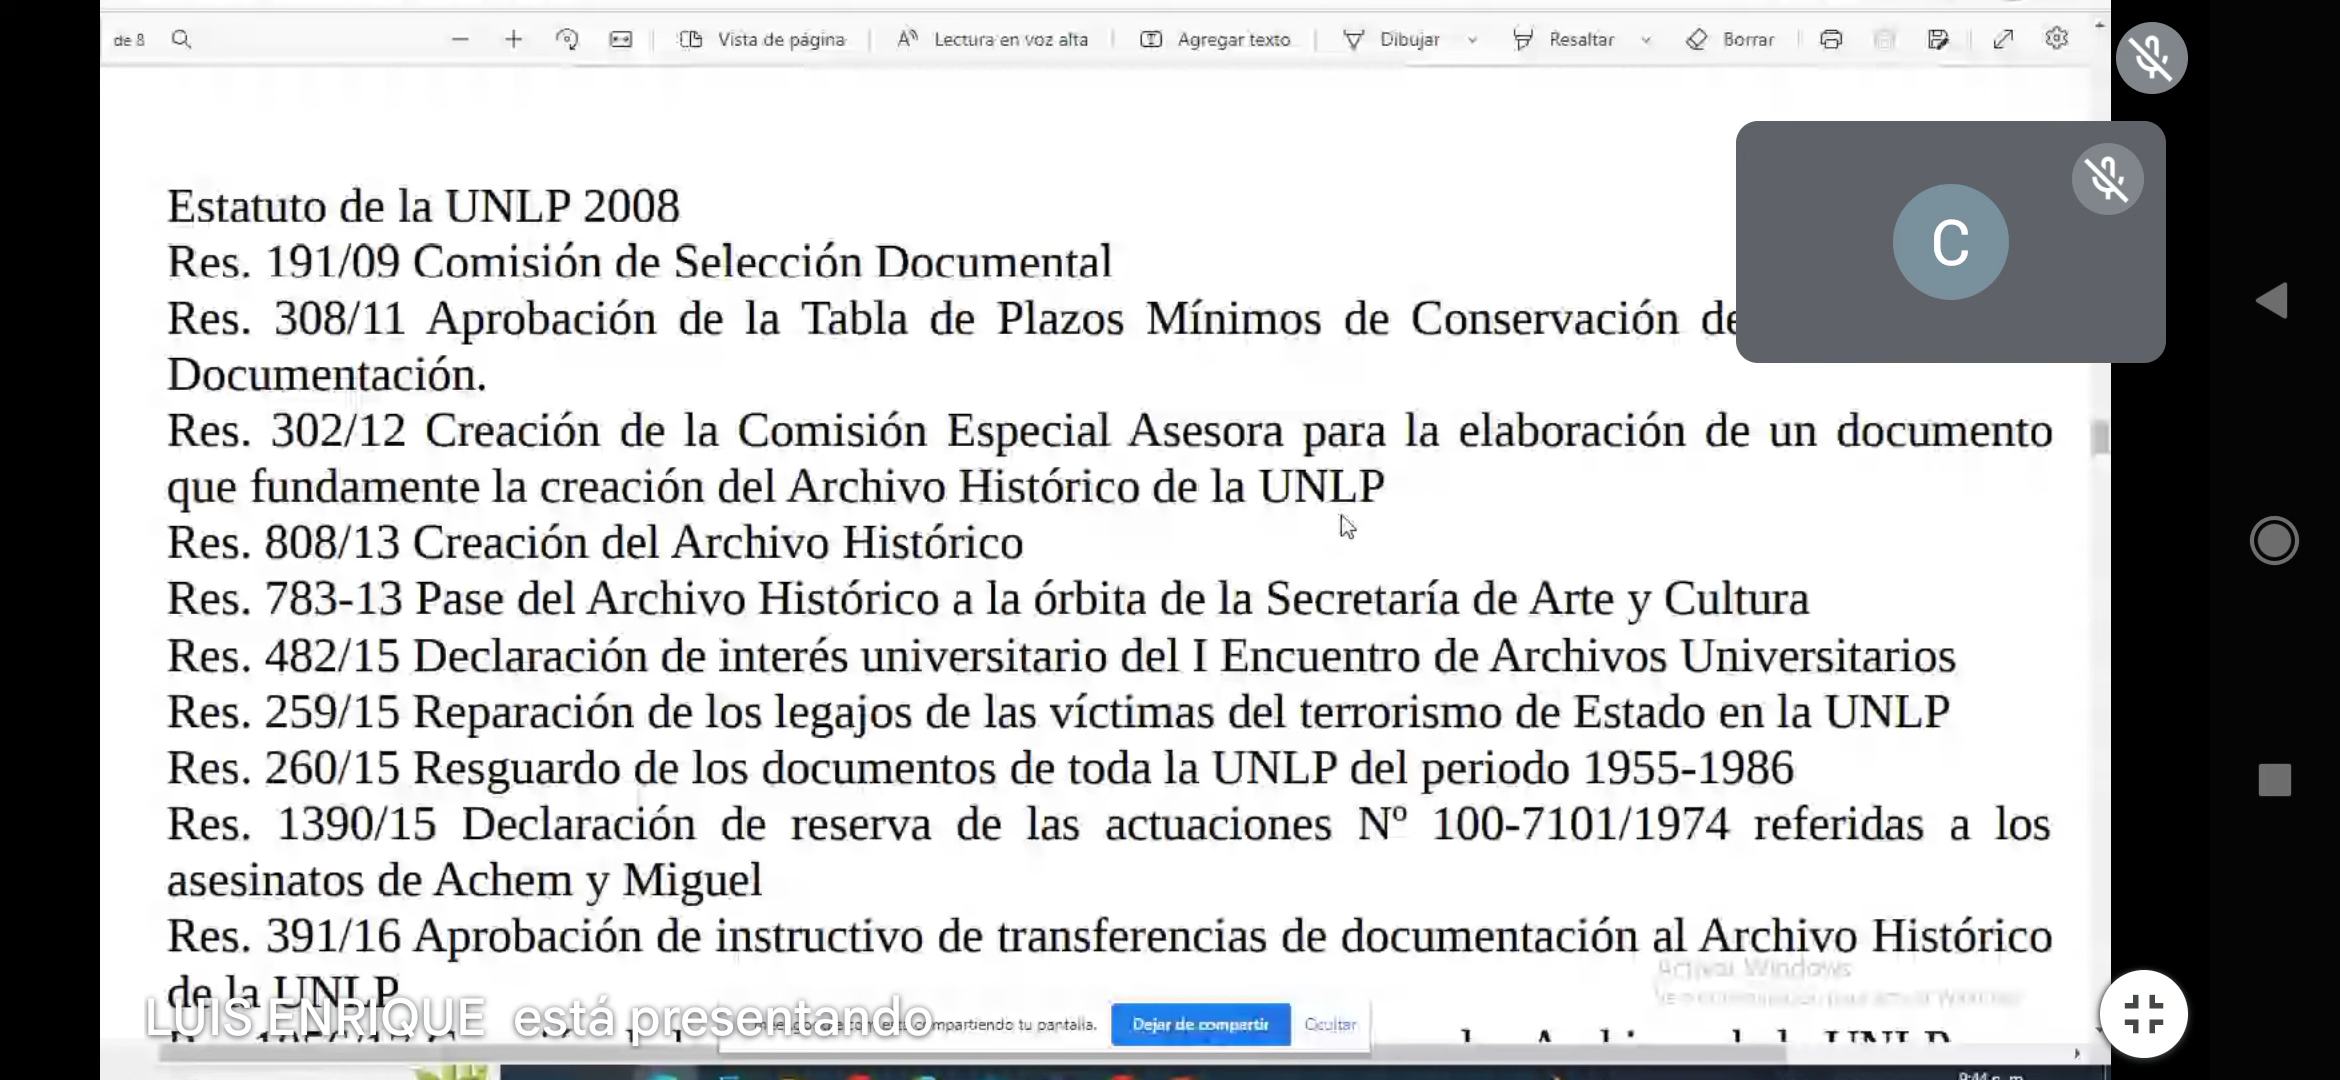 de 8
Vista de página
Lectura en voz alta
Agregar texto
Dibujar
Resaltar
Borrar
Estatuto de la UNLP 2008
Res. 191/09 Comisión de Selección Documental
Res. 308/11 Aprobación de la Tabla de Plazos Mínimos de Conservación de
Documentación.
Res. 302/12 Creación de la Comisión Especial Asesora para la elaboración de un documento
que fundamente la creación del Archivo Histórico de la UNLP
Res. 808/13 Creación del Archivo Histórico
Res. 783-13 Pase del Archivo Histórico a la órbita de la Secretaría de Arte y Cultura
Res. 482/15 Declaración de interés universitario del I Encuentro de Archivos Universitarios
Res. 259/15 Reparación de los legajos de las víctimas del terrorismo de Estado en la UNLP
Res. 260/15 Resguardo de los documentos de toda la UNLP del periodo 1955-1986
Res. 1390/15 Declaración de reserva de las actuaciones Nº 100-7101/1974 referidas a los
asesinatos de Achem y Miguel
Res. 391/16 Aprobación de instructivo de transferencias de documentación al Archivo Histórico
de la UNLP
C
Activar Windows
LUIS ENRIQUE está presentando
compartiendo tu pantalla.
Dejar de compartir
Ocultar